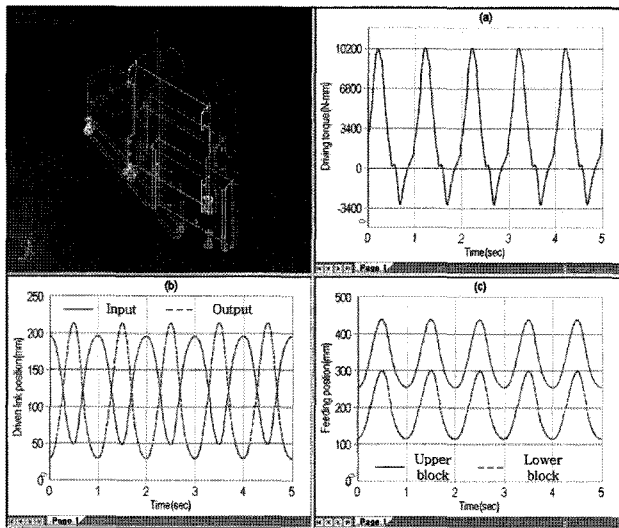 (a)
Driving torque[N-mm]
10200
6800
3400
0
-3400
0 1 2 3 4 5
Time(sec)
Page 1
(b)
Input Output
Driven link position[mm]
250
200
150
100
50
0
0 1 2 3 4 5
Time(sec)
Page 1
(c)
Feeding position[mm]
500
400
300
200
100
0
Upper block
Lower block
0 1 2 3 4 5
Time(sec)
Page 1